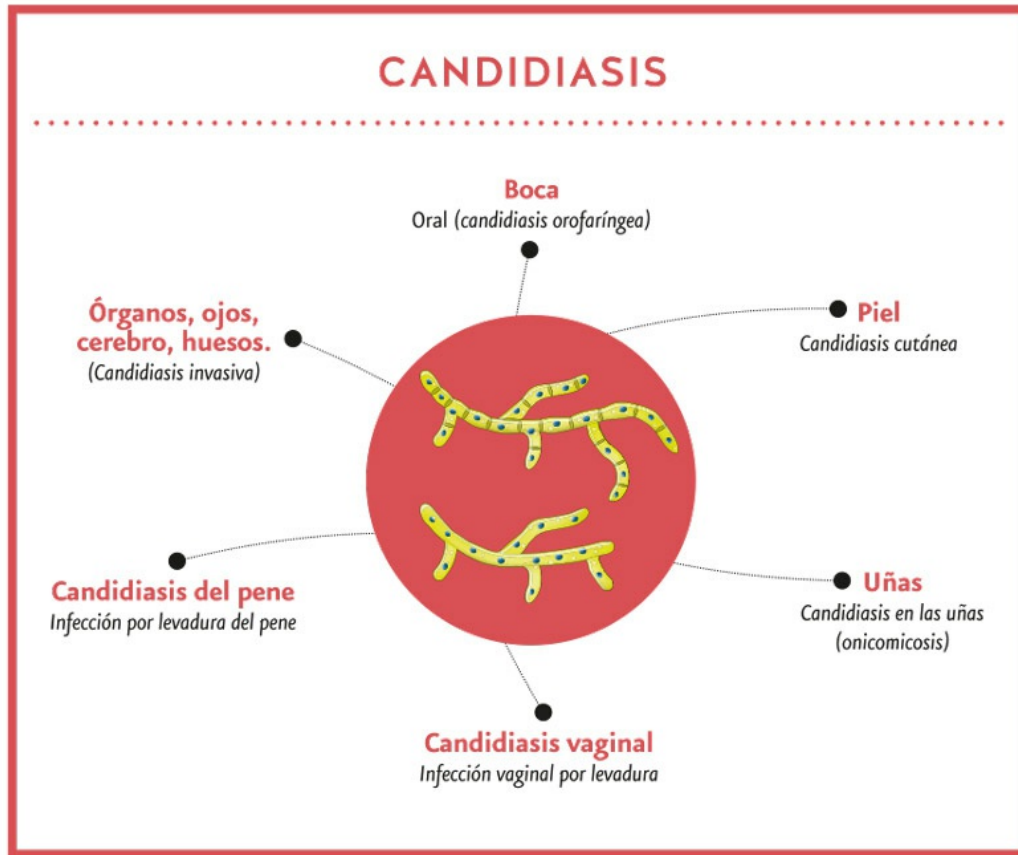 CANDIDIASIS
Boca
Oral (candidiasis orofaríngea)
Órganos, ojos,
cerebro, huesos.
(Candidiasis invasiva)
Piel
Candidiasis cutánea
Candidiasis del pene
Infección por levadura del pene
Uñas
Candidiasis en las uñas
(onicomicosis)
Candidiasis vaginal
Infección vaginal por levadura